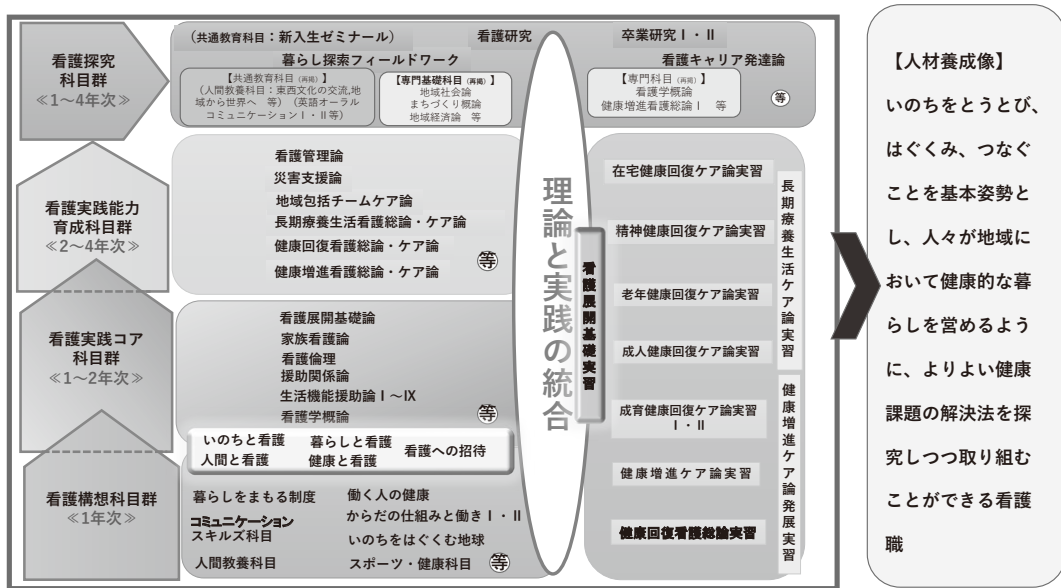 看護探究
科目群
≪1～4年次≫
（共通教育科目：新入生ゼミナール）
看護研究
卒業研究Ⅰ・Ⅱ
暮らし探索フィールドワーク
看護キャリア発達論
【共通教育科目（再掲）】
（人間教養科目：東西文化の交流,地
域から世界へ　等）（英語オーラル
コミュニケーションⅠ・Ⅱ等）
【専門基礎科目（再掲）】
地域社会論
まちづくり概論
地域経済論　等
【専門科目（再掲）】
看護学概論
健康増進看護総論Ⅰ　等
等
看護実践能力
育成科目群
≪2～4年次≫
看護管理論
災害支援論
地域包括チームケア論
長期療養生活看護総論・ケア論
健康回復看護総論・ケア論
健康増進看護総論・ケア論
等
看護実践コア
科目群
≪1～2年次≫
看護展開基礎論
家族看護論
看護倫理
援助関係論
生活機能援助論Ⅰ～Ⅸ
看護学概論
等
いのちと看護
暮らしと看護
看護への招待
人間と看護
健康と看護
看護構想科目群
≪1年次≫
暮らしをまもる制度
働く人の健康
コミュニケーション
スキルズ科目
からだの仕組みと働きⅠ・Ⅱ
いのちをはぐくむ地球
人間教養科目
スポーツ・健康科目
等
理論と実践の統合
看護展開基礎実習
在宅健康回復ケア論実習
精神健康回復ケア論実習
老年健康回復ケア論実習
成人健康回復ケア論実習
成育健康回復ケア論実習
Ⅰ・Ⅱ
健康増進ケア論実習
健康回復看護総論実習
長期療養生活ケア論実習
健康増進ケア論発展実習
【人材養成像】
いのちをとうとび、
はぐくみ、つなぐ
ことを基本姿勢と
し、人々が地域に
おいて健康的な暮
らしを営めるよう
に、よりよい健康
課題の解決法を探
究しつつ取り組む
ことができる看護
職